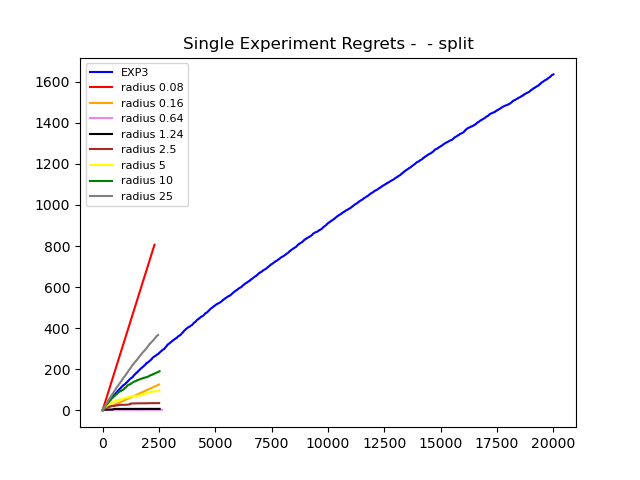 Single Experiment Regrets -  - split
EXP3
radius 0.08
radius 0.16
radius 0.64
radius 1.24
radius 2.5
radius 5
radius 10
radius 25
1600
1400
1200
1000
800
600
400
200
0
0 2500 5000 7500 10000 12500 15000 17500 20000